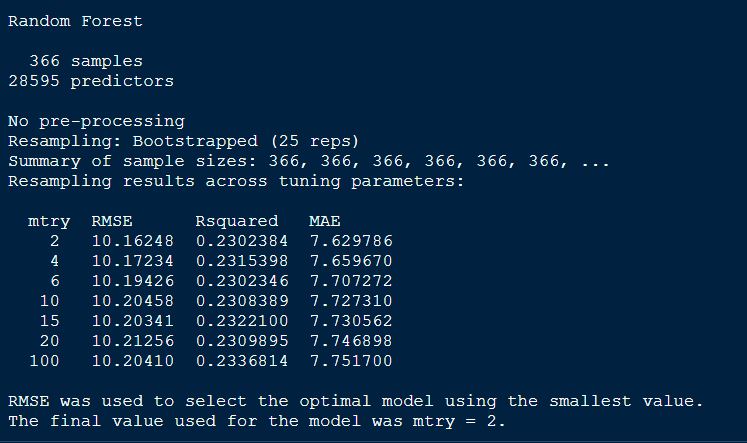 Random Forest
366 samples
28595 predictors
No pre-processing
Resampling: Bootstrapped (25 reps)
Summary of sample sizes: 366, 366, 366, 366, 366, 366, ...
Resampling results across tuning parameters:
mtry  RMSE      Rsquared   MAE
2   10.16248  0.2302384  7.629786
4   10.17234  0.2315398  7.659670
6   10.19426  0.2302346  7.707272
10   10.20458  0.2308389  7.727310
15   10.20341  0.2322100  7.730562
20   10.21256  0.2309895  7.746898
100   10.20410  0.2336814  7.751700
RMSE was used to select the optimal model using the smallest value.
The final value used for the model was mtry = 2.